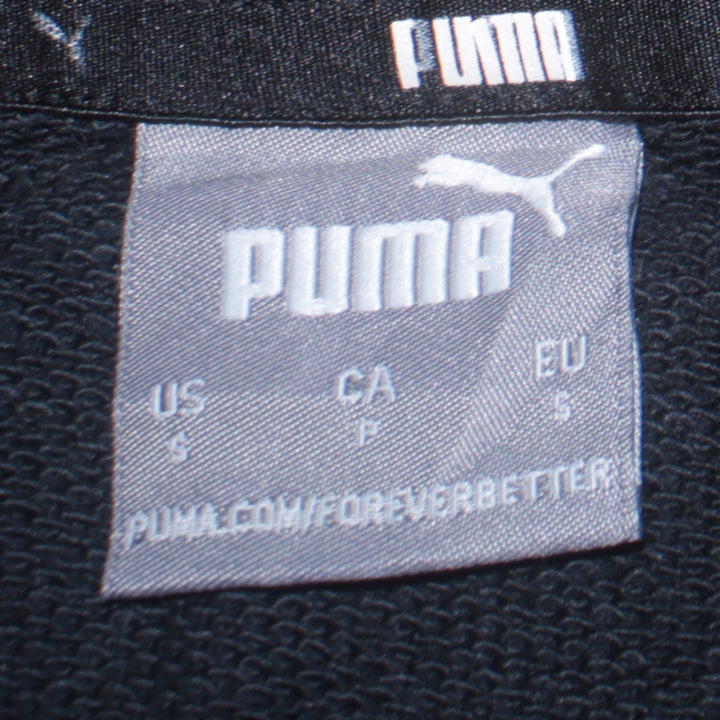 PUMA
PUMA
US CA EU
S P S
PUMA.COM/FOREVERBETTER